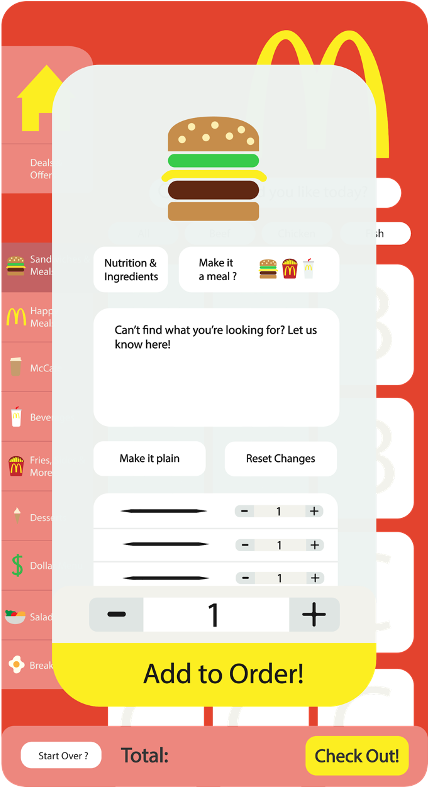 Deals
Offer
Nutrition &
Ingredients
Make it
a meal ?
Sand
Meals
Happ
Meal
McCa
Beve
Fries,
More
Desse
Dolla
Salad
Break
Can't find what you're looking for? Let us
know here!
Make it plain
Reset Changes
- 1 +
- 1 +
- 1 +
- 1 +
Add to Order!
Start Over ?
Total:
Check Out!